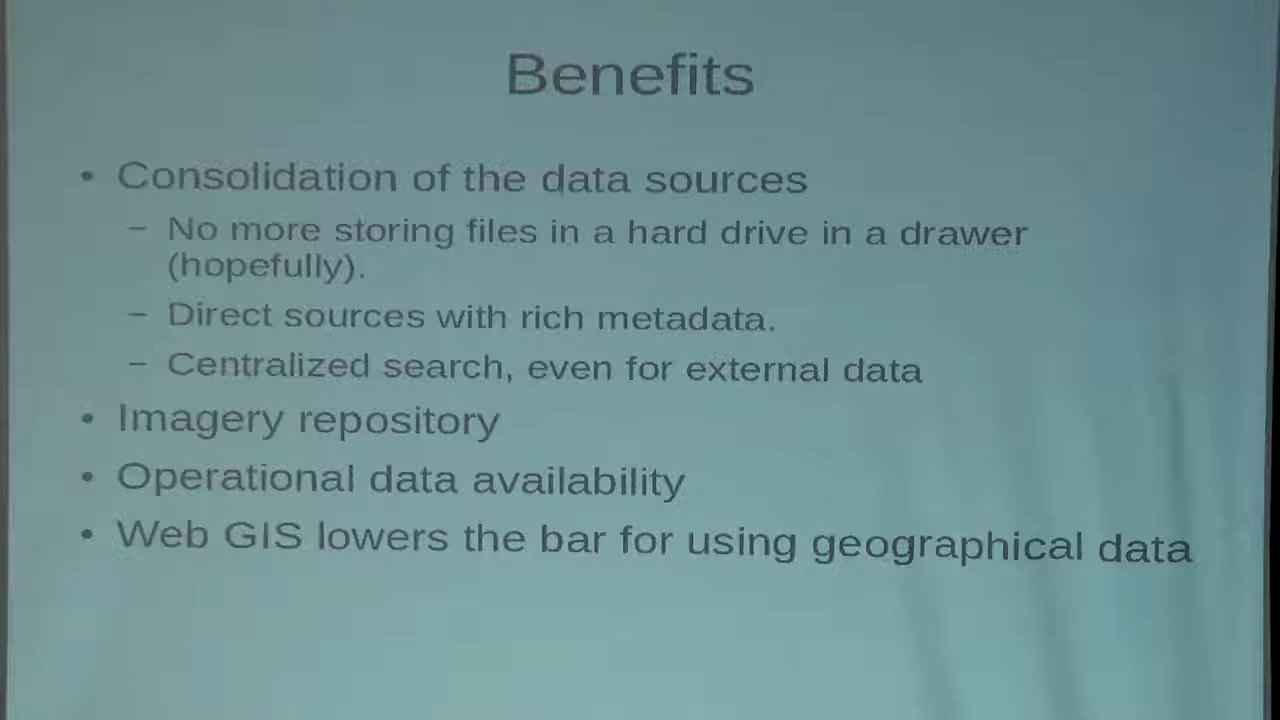 Benefits
• Consolidation of the data sources
– No more storing files in a hard drive in a drawer
(hopefully).
– Direct sources with rich metadata.
– Centralized search, even for external data
• Imagery repository
• Operational data availability
• Web GIS lowers the bar for using geographical data